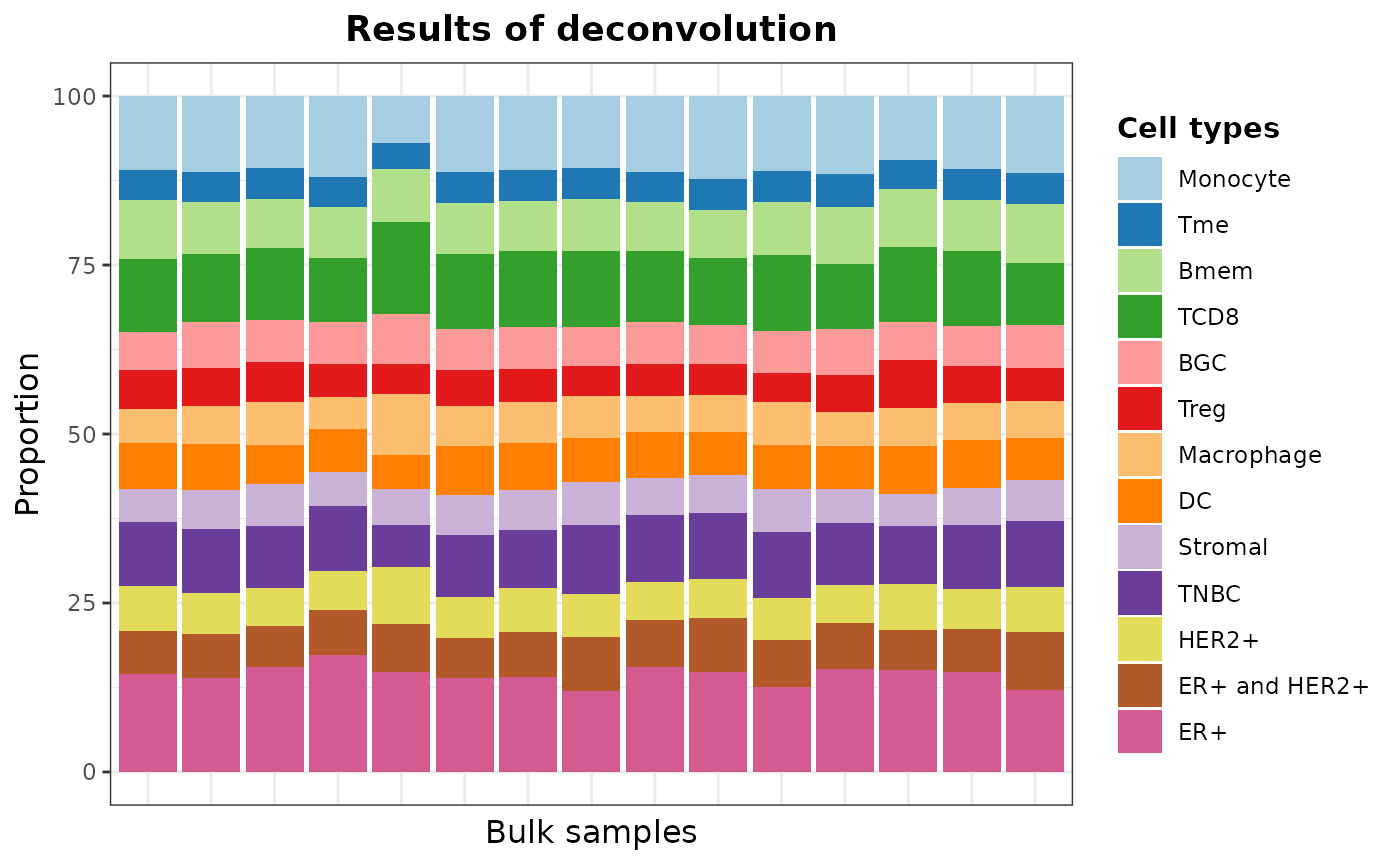 Results of deconvolution
100
75
50
25
0
Proportion
Bulk samples
Cell types
Monocyte
Tme
Bmem
TCD8
BGC
Treg
Macrophage
DC
Stromal
TNBC
HER2+
ER+ and HER2+
ER+